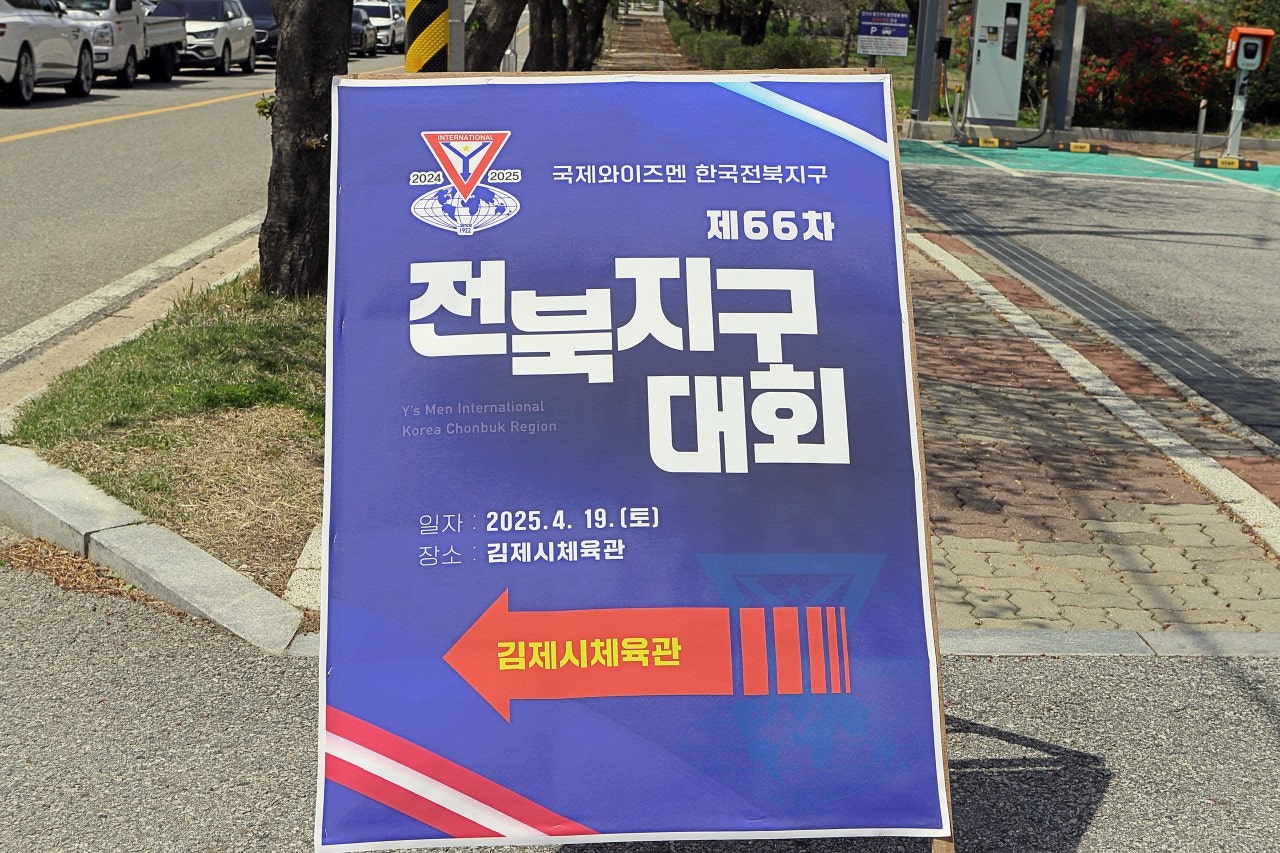 INTERNATIONAL
2024 2025
since
1922
국제와이즈멘 한국전북지구
제66차
전북지구
대회
Y's Men International
Korea Chonbuk Region
일자 : 2025. 4. 19. (토)
장소 : 김제시체육관
김제시체육관
P